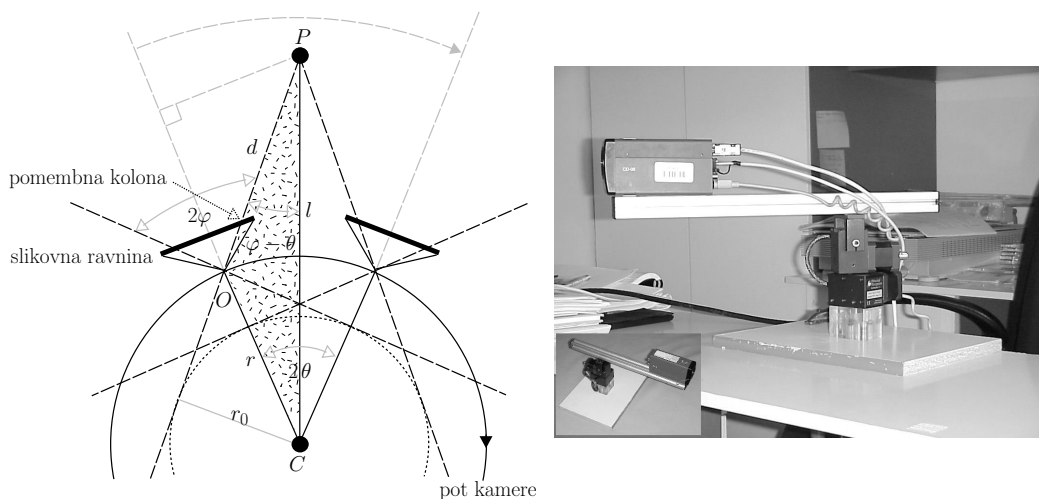 P
d
pomembna kolona
2φ
l
slikovna ravnina
φ − θ
O
r
2θ
r₀
C
pot kamere